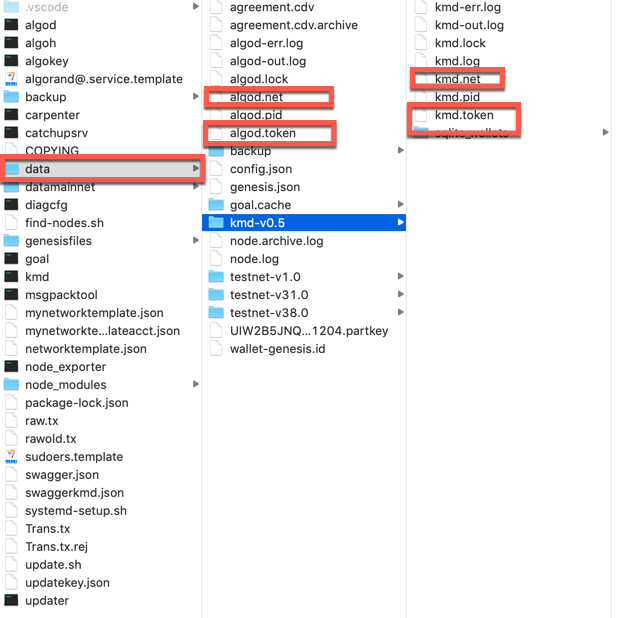 .vscode
algod
algoh
algokey
algorand@.service.template
backup
carpenter
catchupsrv
COPYING
data
datamainnet
diagcfg
find-nodes.sh
genesisfiles
goal
kmd
msgpacktool
mynetworktemplate.json
mynetworkte...lateacct.json
networktemplate.json
node_exporter
node_modules
package-lock.json
raw.tx
rawold.tx
sudoers.template
swagger.json
swaggerkmd.json
systemd-setup.sh
Trans.tx
Trans.tx.rej
update.sh
updatekey.json
updater
agreement.cdv
agreement.cdv.archive
algod-err.log
algod-out.log
algod.lock
algod.net
algod.pid
algod.token
backup
config.json
genesis.json
goal.cache
kmd-v0.5
node.archive.log
node.log
testnet-v1.0
testnet-v31.0
testnet-v38.0
UIW2B5JNQ...1204.partkey
wallet-genesis.id
kmd-err.log
kmd-out.log
kmd.lock
kmd.log
kmd.net
kmd.pid
kmd.token
sqlite_wallets